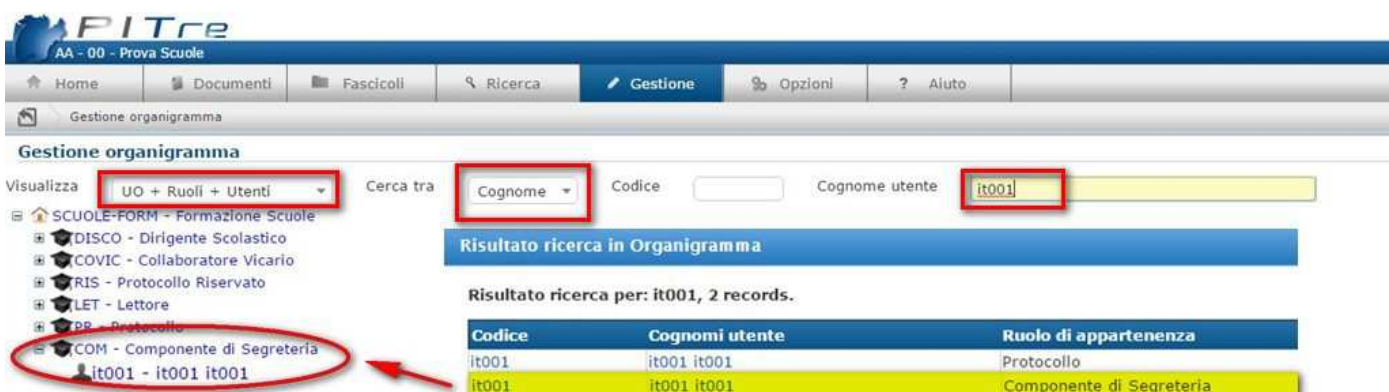 PITre
AA - 00 - Prova Scuole
Home Documenti Fascicoli Ricerca Gestione Opzioni ? Aiuto
Gestione organigramma
Gestione organigramma
Visualizza UO + Ruoli + Utenti Cerca tra Cognome Codice Cognome utente it001
SCUOLE-FORM - Formazione Scuole
DISCO - Dirigente Scolastico
COVIC - Collaboratore Vicario
RIS - Protocollo Riservato
LET - Lettore
PR - Protocollo
COM - Componente di Segreteria
it001 - it001 it001
Risultato ricerca in Organigramma
Risultato ricerca per: it001, 2 records.
Codice Cognomi utente Ruolo di appartenenza
it001 it001 it001 Protocollo
it001 it001 it001 Componente di Segreteria